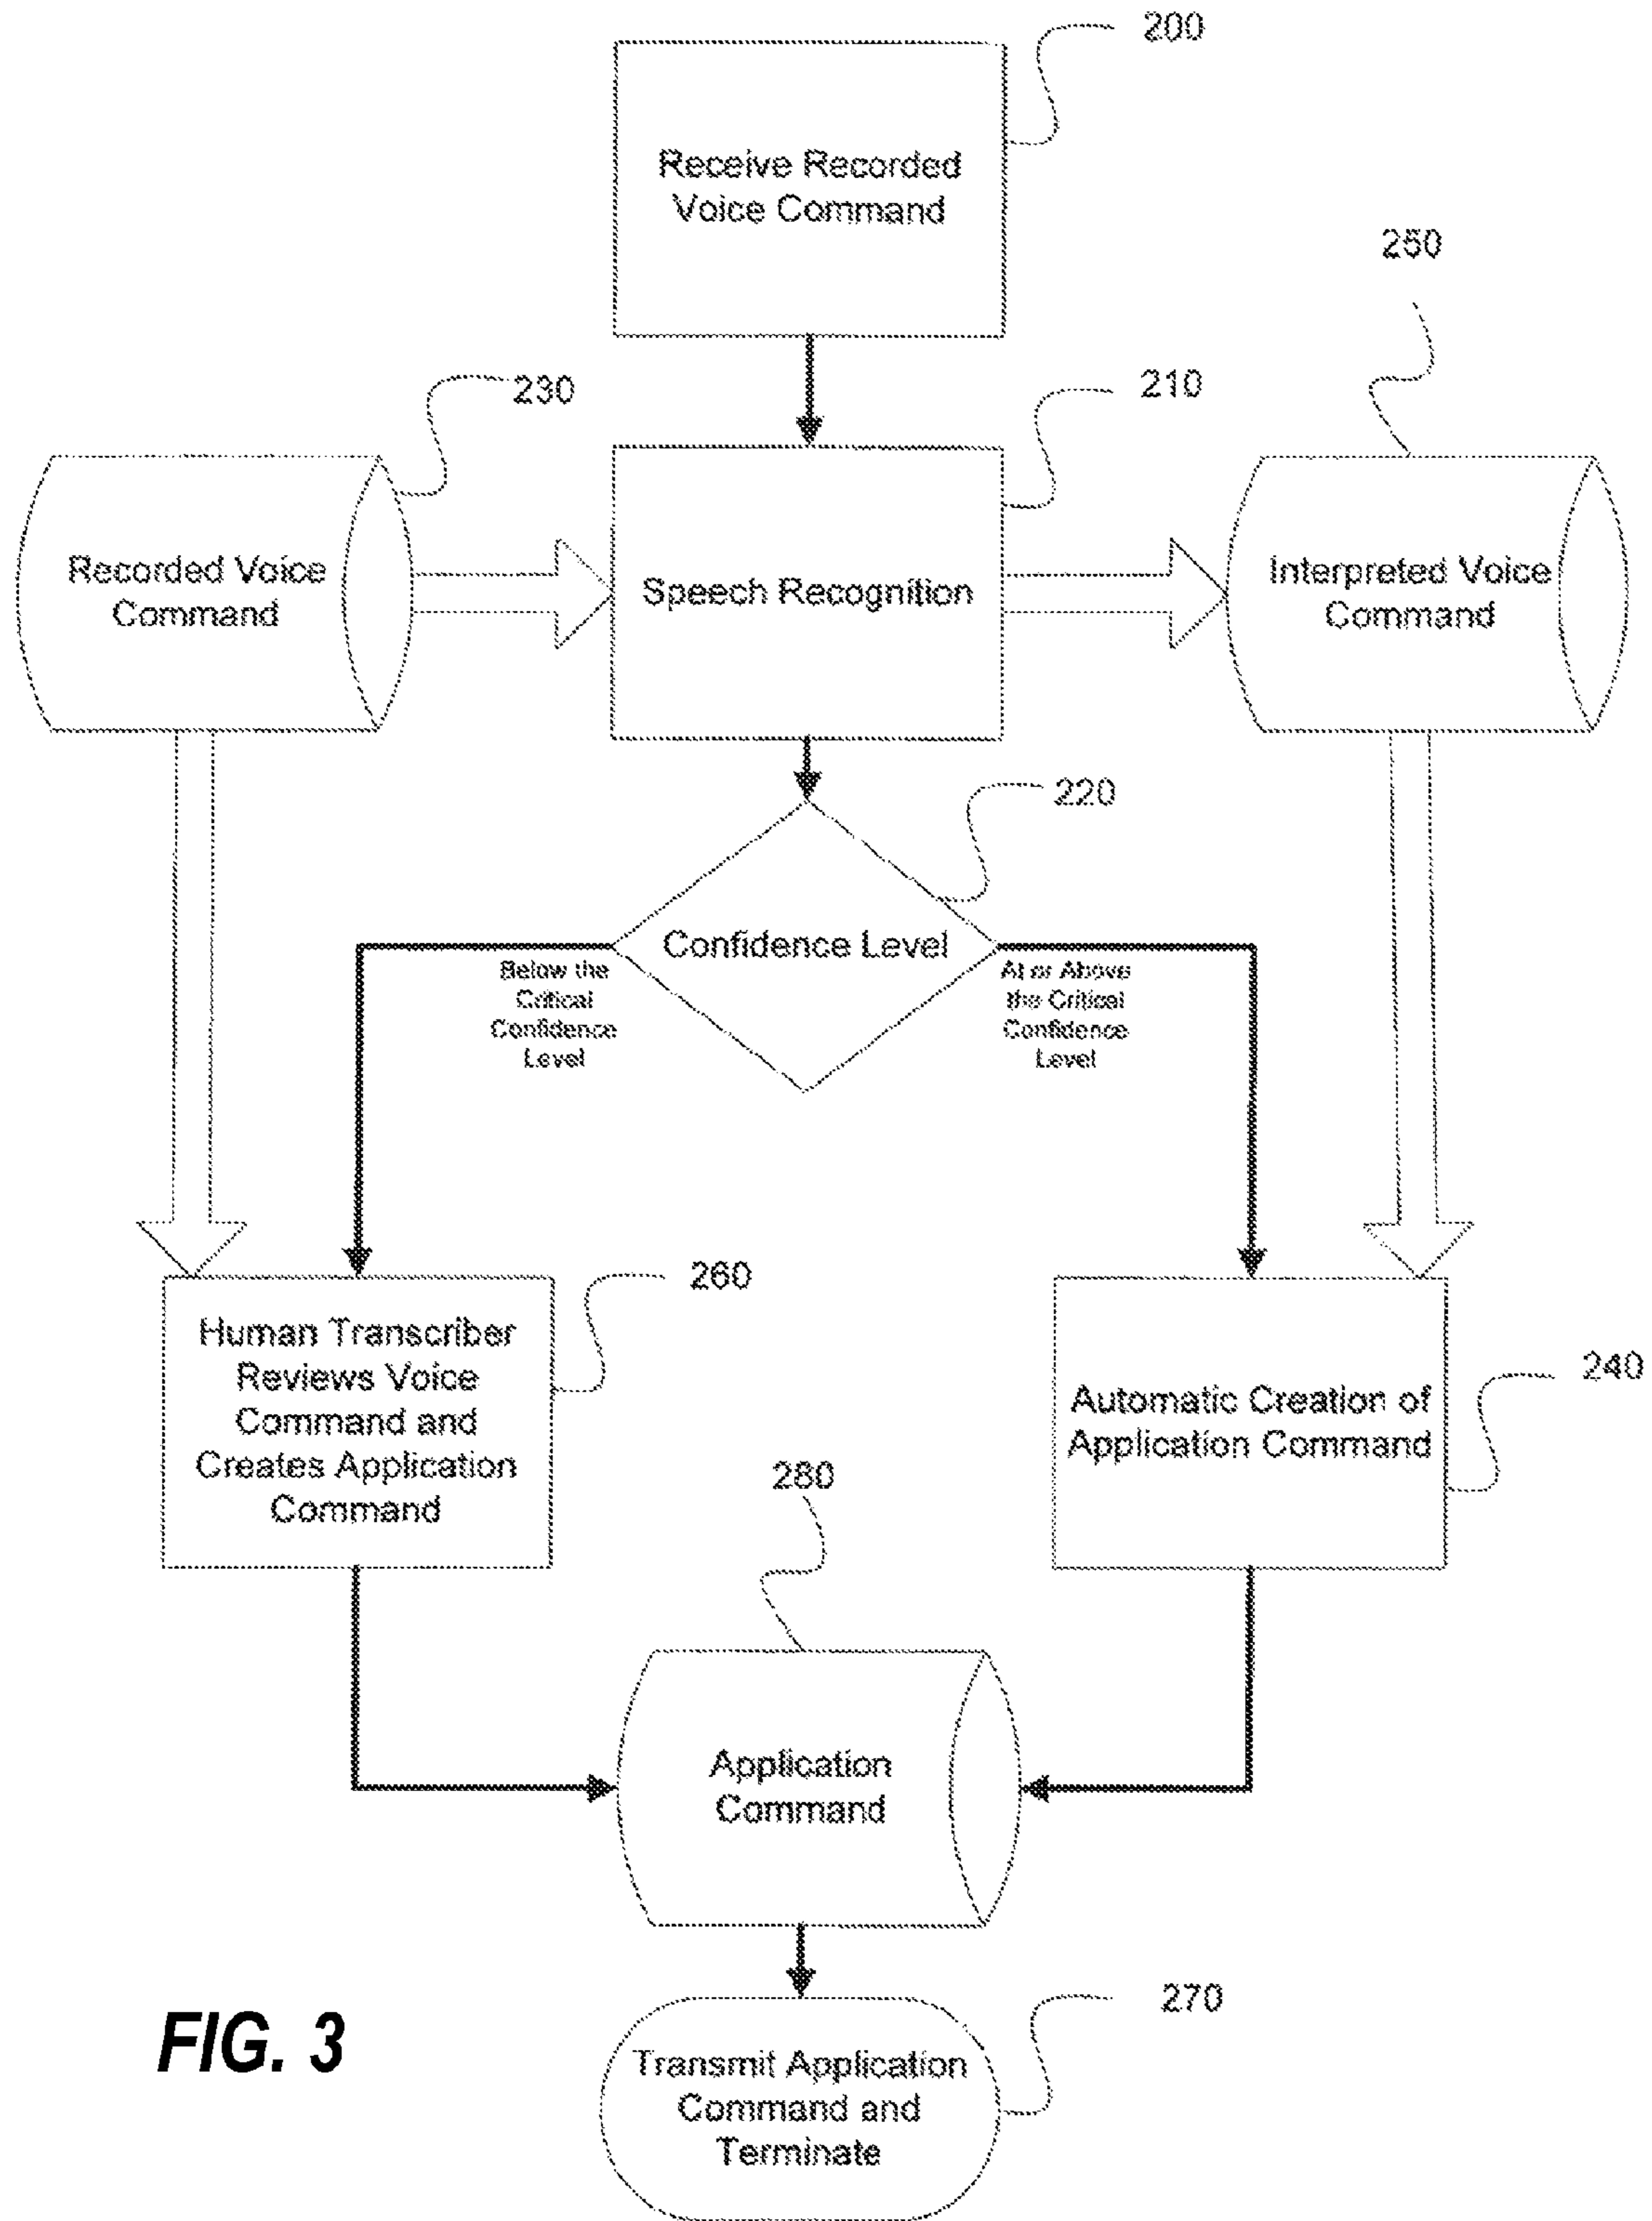 200
Receive Recorded
Voice Command
250
230
210
Recorded Voice
Command
Speech Recognition
Interpreted Voice
Command
220
Confidence Level
Below the
Critical
Confidence
Level
At or Above
the Critical
Confidence
Level
260
Human Transcriber
Reviews Voice
Command and
Creates Application
Command
240
Automatic Creation of
Application Command
280
Application
Command
270
Transmit Application
Command and
Terminate
FIG. 3